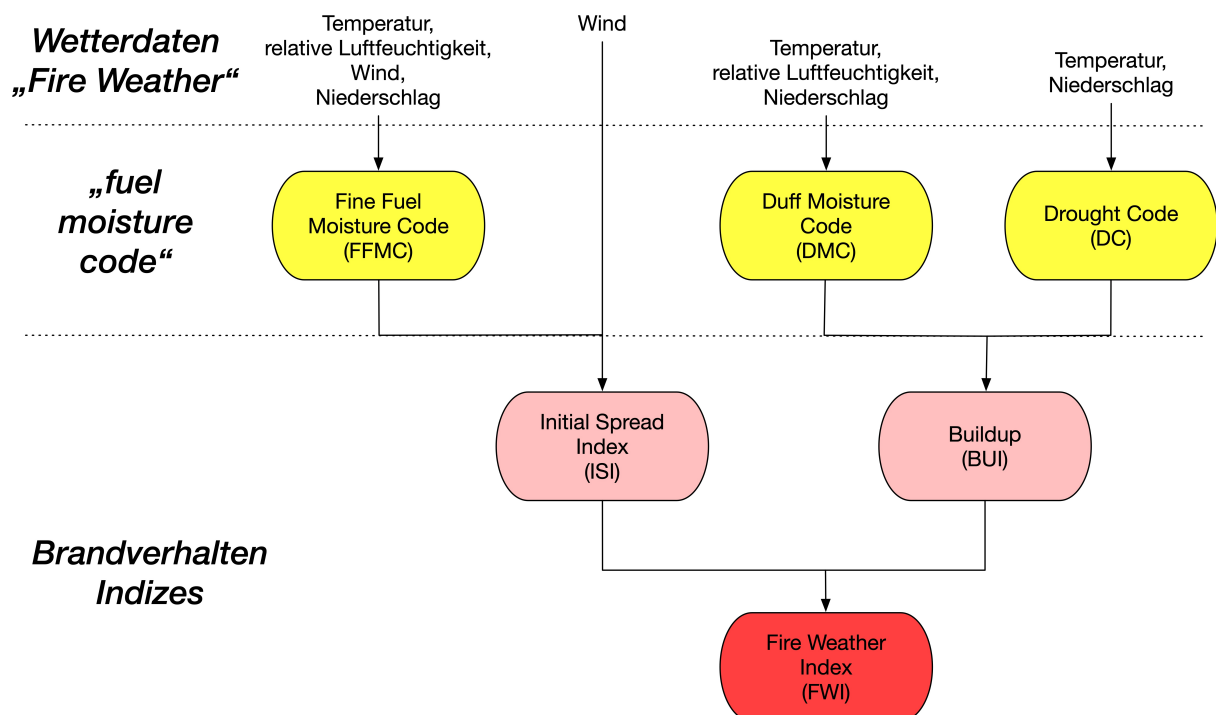 Wetterdaten
„Fire Weather“
Temperatur,
relative Luftfeuchtigkeit,
Wind,
Niederschlag
Wind
Temperatur,
relative Luftfeuchtigkeit,
Niederschlag
Temperatur,
Niederschlag
„fuel
moisture
code“
Fine Fuel
Moisture Code
(FFMC)
Duff Moisture
Code
(DMC)
Drought Code
(DC)
Initial Spread
Index
(ISI)
Buildup
(BUI)
Brandverhalten
Indizes
Fire Weather
Index
(FWI)